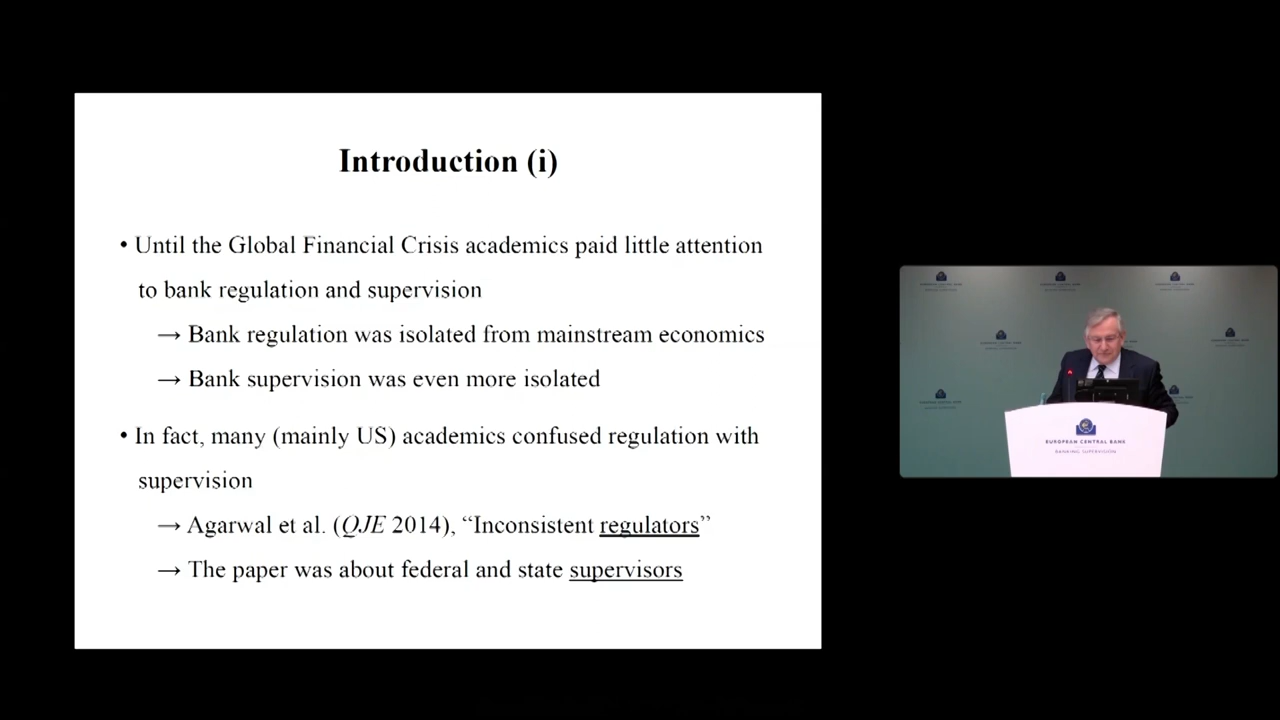 Introduction (i)
• Until the Global Financial Crisis academics paid little attention
to bank regulation and supervision
→ Bank regulation was isolated from mainstream economics
→ Bank supervision was even more isolated
• In fact, many (mainly US) academics confused regulation with
supervision
→ Agarwal et al. (QJE 2014), “Inconsistent regulators”
→ The paper was about federal and state supervisors
EUROPEAN CENTRAL BANK
BANKING SUPERVISION